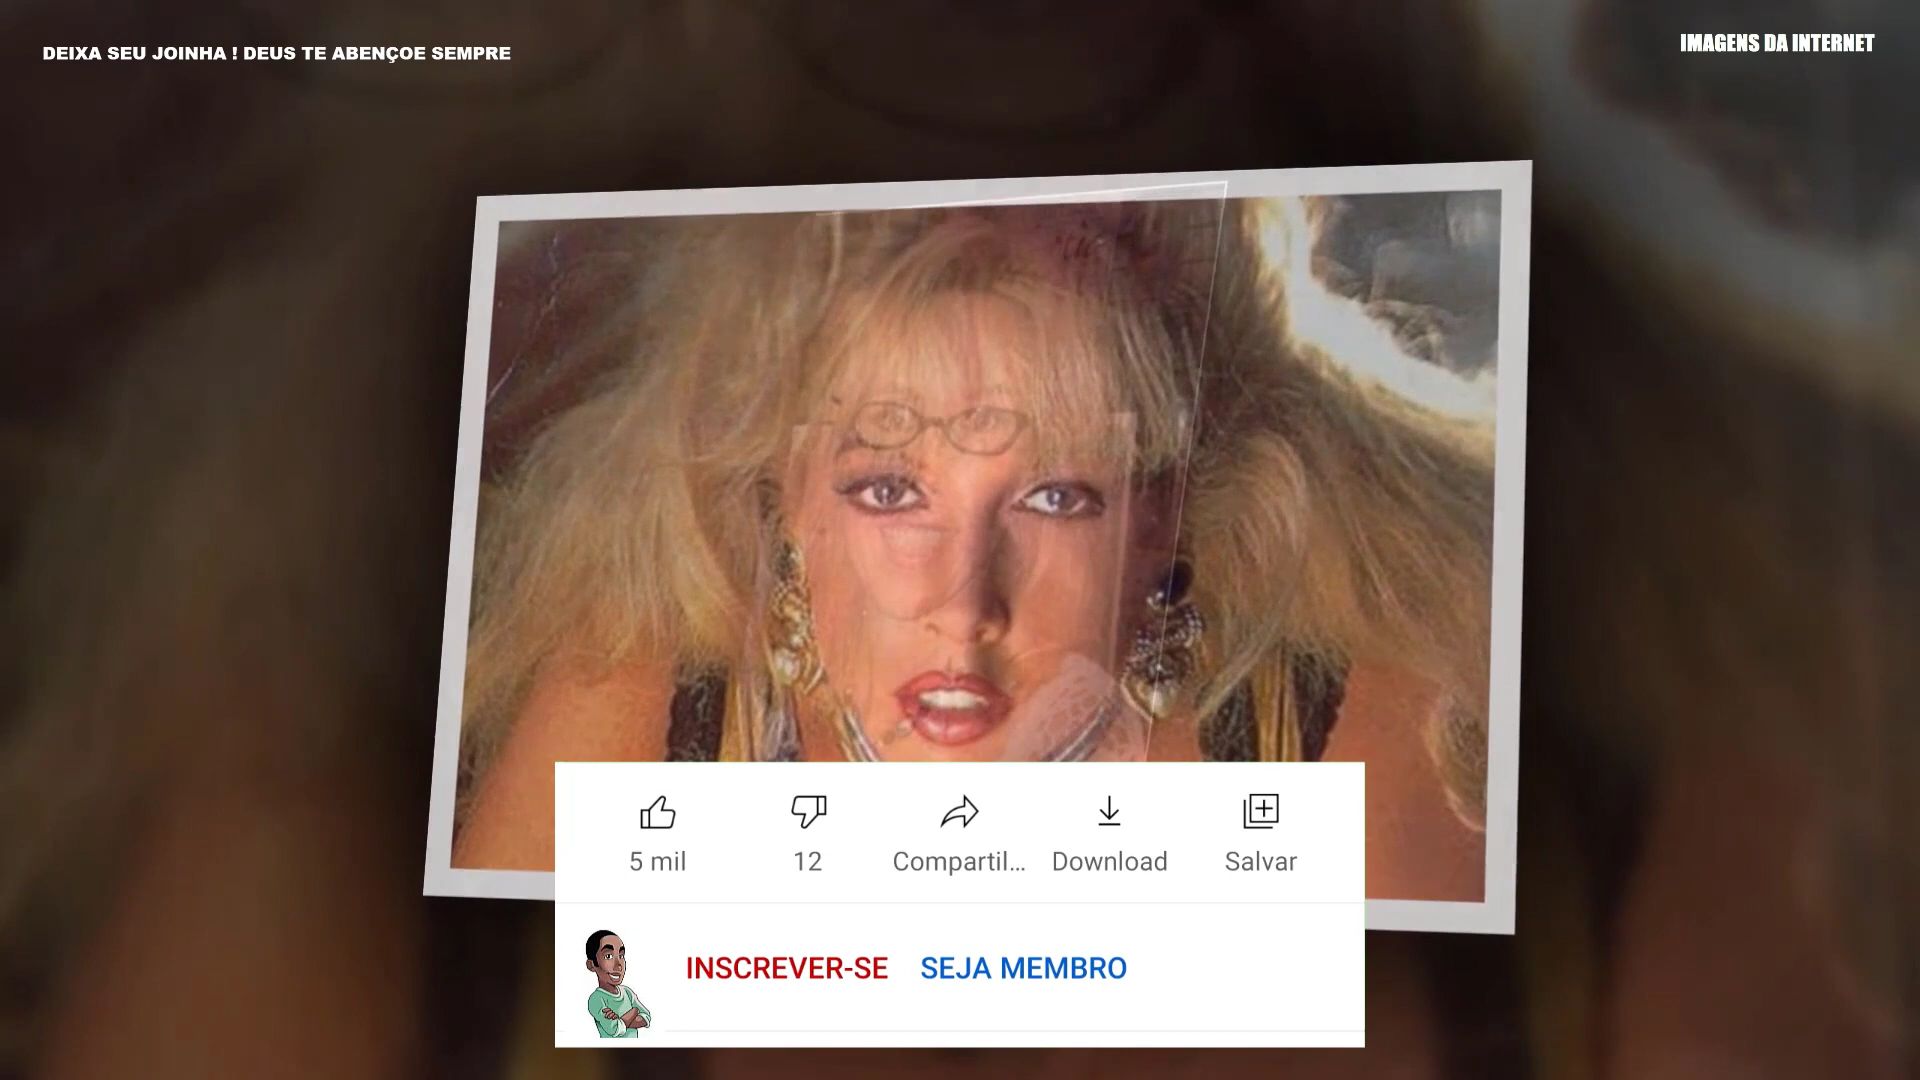 DEIXA SEU JOINHA ! DEUS TE ABENÇOE SEMPRE
IMAGENS DA INTERNET
5 mil
12
Compartil...
Download
Salvar
INSCREVER-SE
SEJA MEMBRO